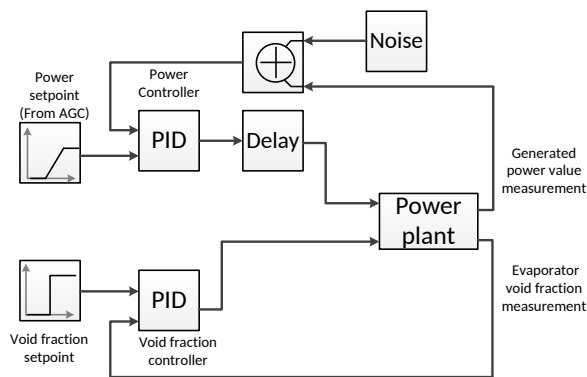 Noise
Power
setpoint
(From AGC)
Power
Controller
PID
Delay
Generated
power value
measurement
Power
plant
Evaporator
void fraction
measurement
PID
Void fraction
setpoint
Void fraction
controller